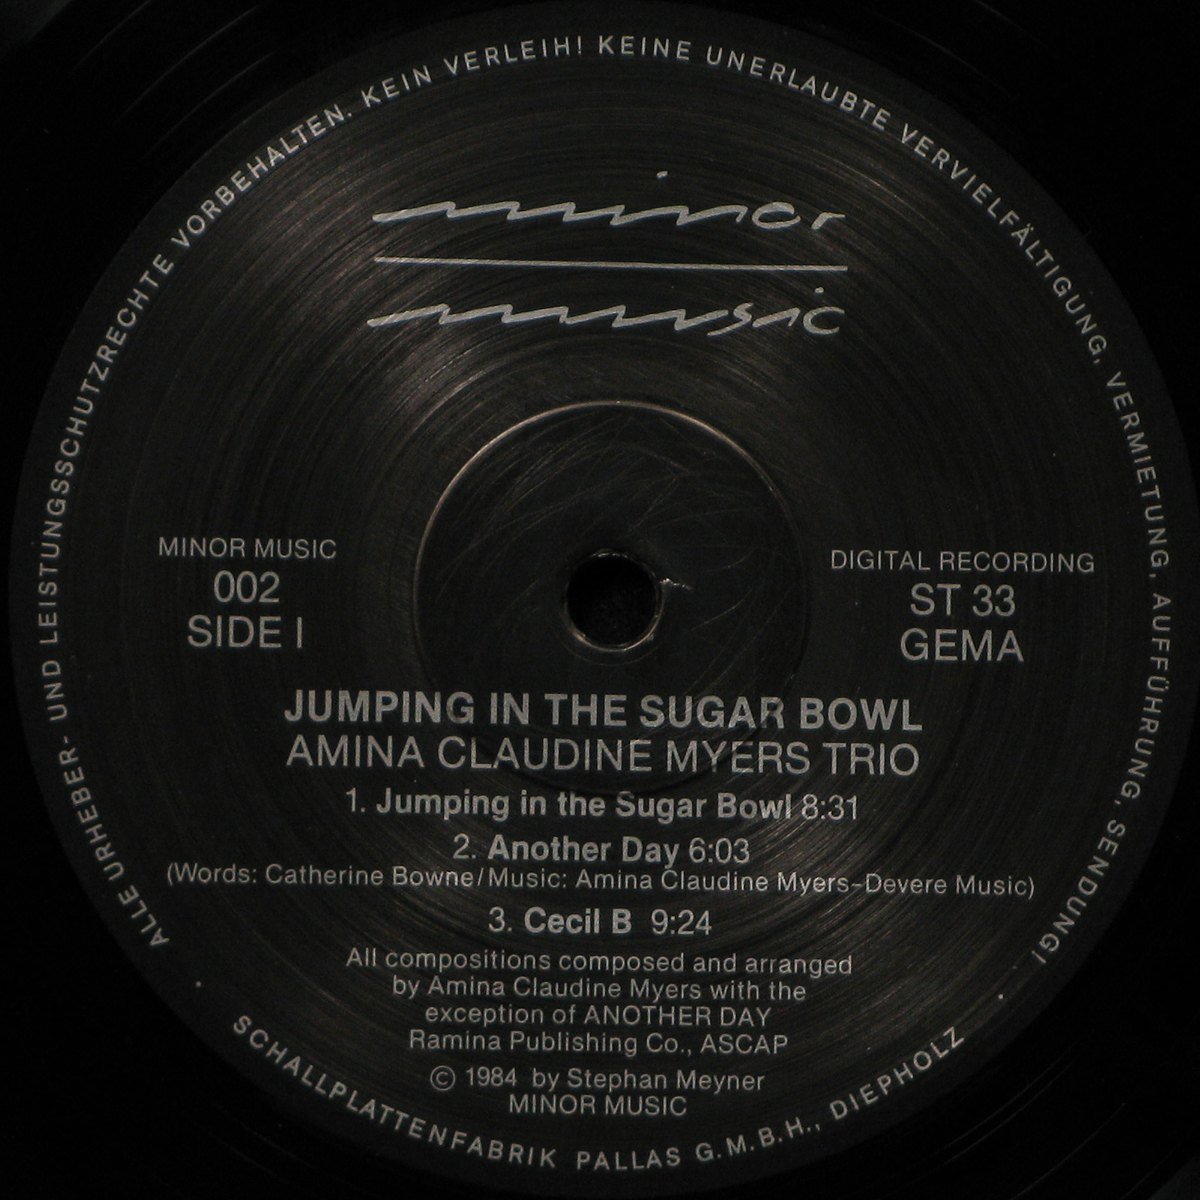 ALLE URHEBER- UND LEISTUNGSSCHUTZRECHTE VORBEHALTEN. KEIN VERLEIH! KEINE UNERLAUBTE VERVIELFÄLTIGUNG, VERMIETUNG, AUFFÜHRUNG, SENDUNG!
minor
music
MINOR MUSIC
002
SIDE I
DIGITAL RECORDING
ST 33
GEMA
JUMPING IN THE SUGAR BOWL
AMINA CLAUDINE MYERS TRIO
1. Jumping in the Sugar Bowl 8:31
2. Another Day 6:03
(Words: Catherine Bowne/Music: Amina Claudine Myers–Devere Music)
3. Cecil B 9:24
All compositions composed and arranged
by Amina Claudine Myers with the
exception of ANOTHER DAY
Ramina Publishing Co., ASCAP
© 1984 by Stephan Meyner
MINOR MUSIC
· SCHALLPLATTENFABRIK PALLAS G.M.B.H., DIEPHOLZ ·